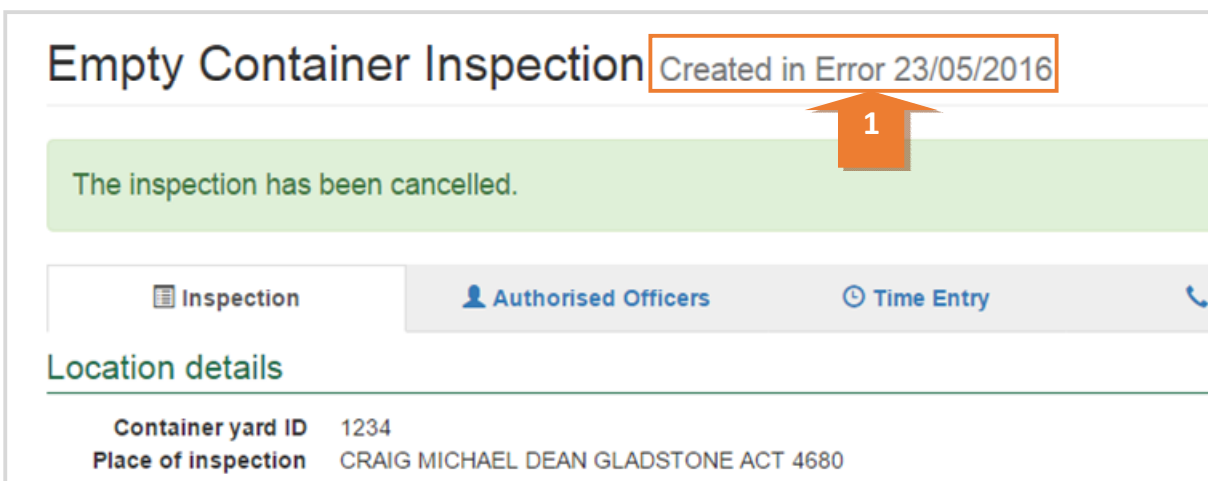 Empty Container Inspection Created in Error 23/05/2016
1
The inspection has been cancelled.
Inspection Authorised Officers Time Entry
Location details
Container yard ID 1234
Place of inspection CRAIG MICHAEL DEAN GLADSTONE ACT 4680